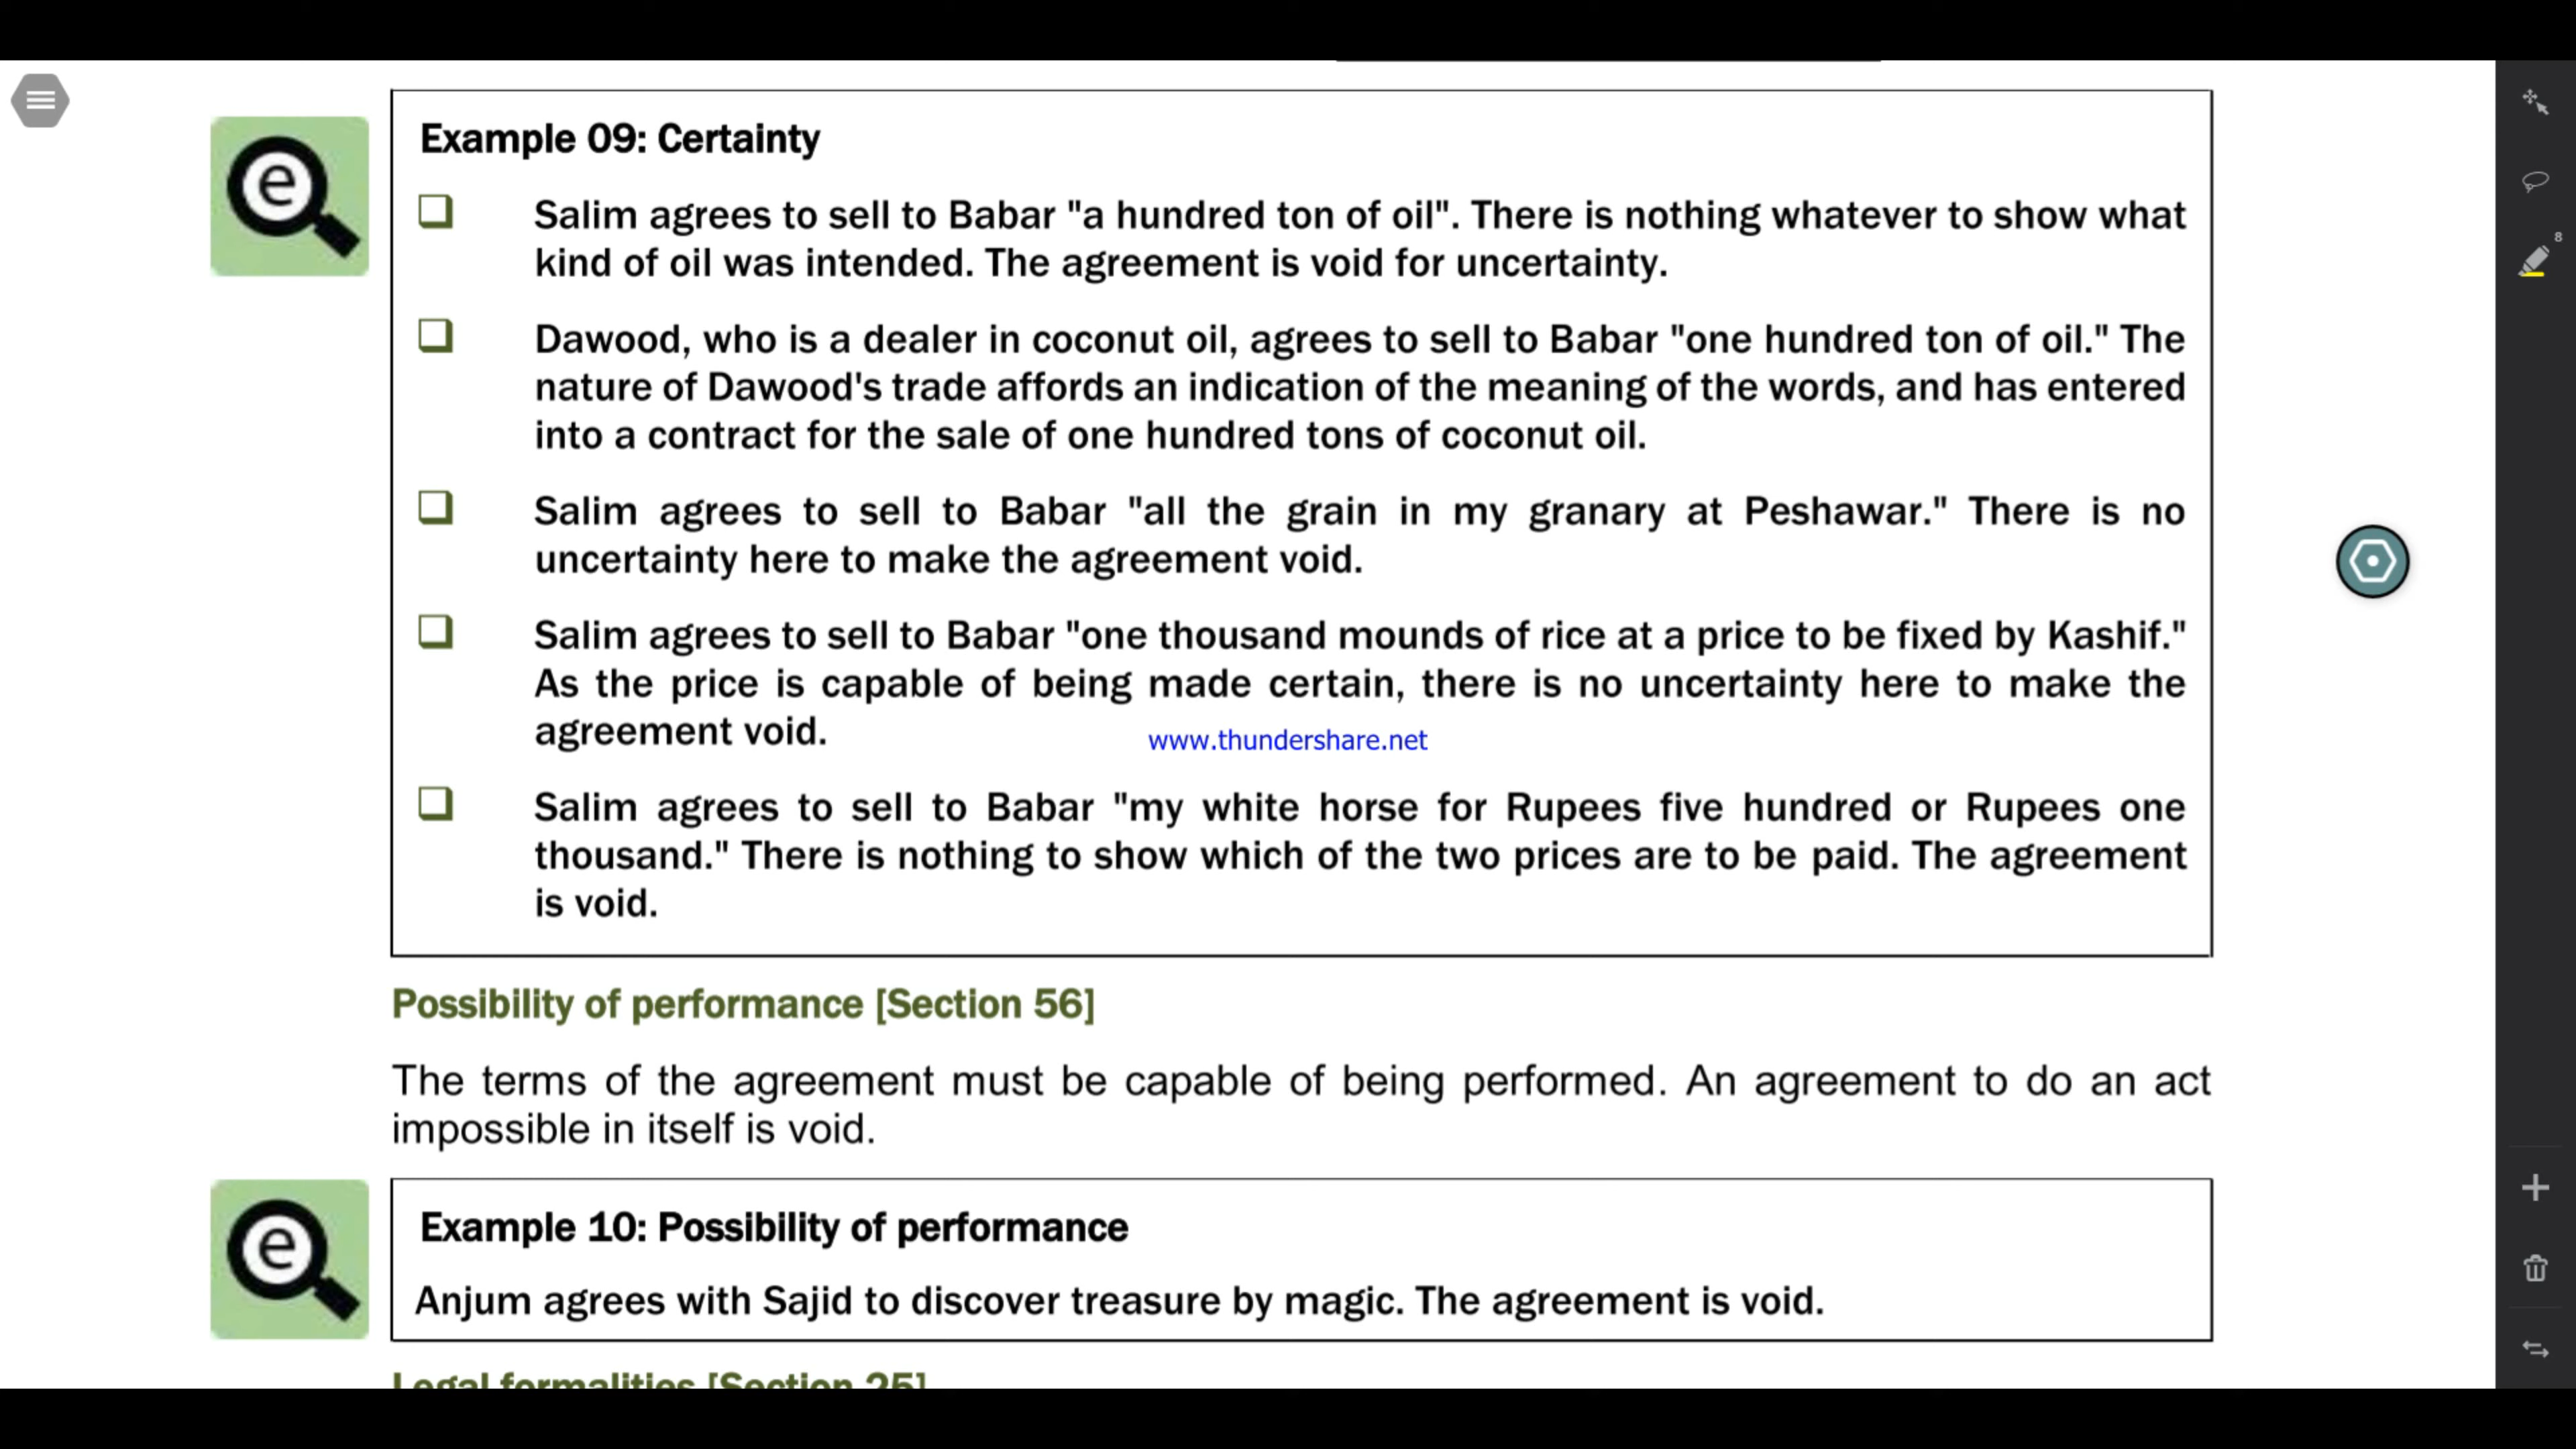 Example 09: Certainty
e
❑ Salim agrees to sell to Babar "a hundred ton of oil". There is nothing whatever to show what
kind of oil was intended. The agreement is void for uncertainty.
❑ Dawood, who is a dealer in coconut oil, agrees to sell to Babar "one hundred ton of oil." The
nature of Dawood's trade affords an indication of the meaning of the words, and has entered
into a contract for the sale of one hundred tons of coconut oil.
❑ Salim agrees to sell to Babar "all the grain in my granary at Peshawar." There is no
uncertainty here to make the agreement void.
❑ Salim agrees to sell to Babar "one thousand mounds of rice at a price to be fixed by Kashif."
As the price is capable of being made certain, there is no uncertainty here to make the
agreement void.
www.thundershare.net
❑ Salim agrees to sell to Babar "my white horse for Rupees five hundred or Rupees one
thousand." There is nothing to show which of the two prices are to be paid. The agreement
is void.
Possibility of performance [Section 56]
The terms of the agreement must be capable of being performed. An agreement to do an act
impossible in itself is void.
e
Example 10: Possibility of performance
Anjum agrees with Sajid to discover treasure by magic. The agreement is void.
Legal formalities [Section 25]
8